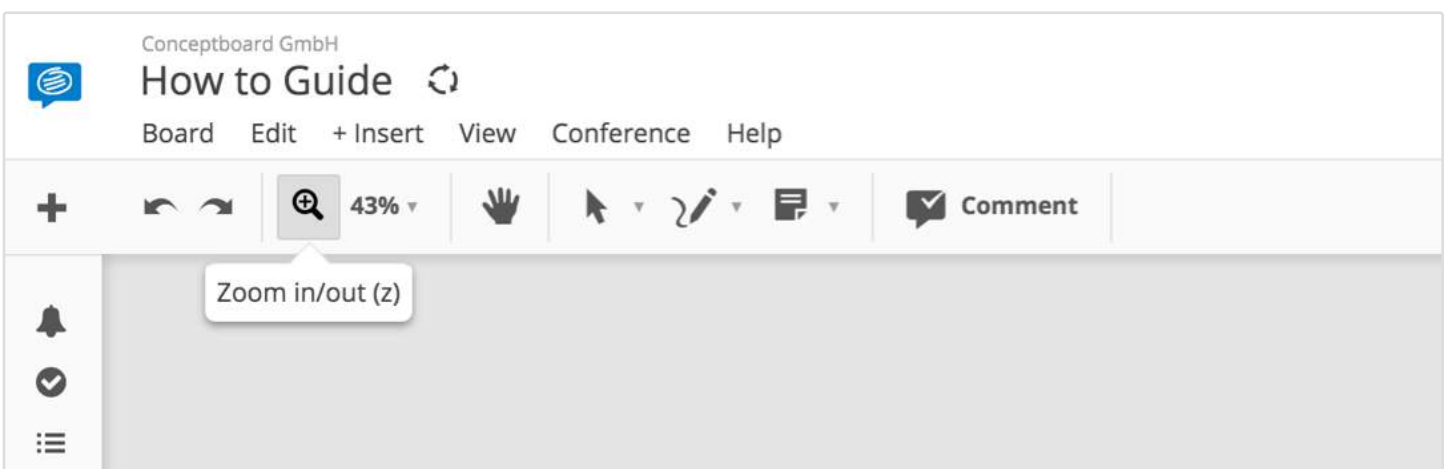 Conceptboard GmbH
How to Guide
Board Edit + Insert View Conference Help
43% Comment
Zoom in/out (z)